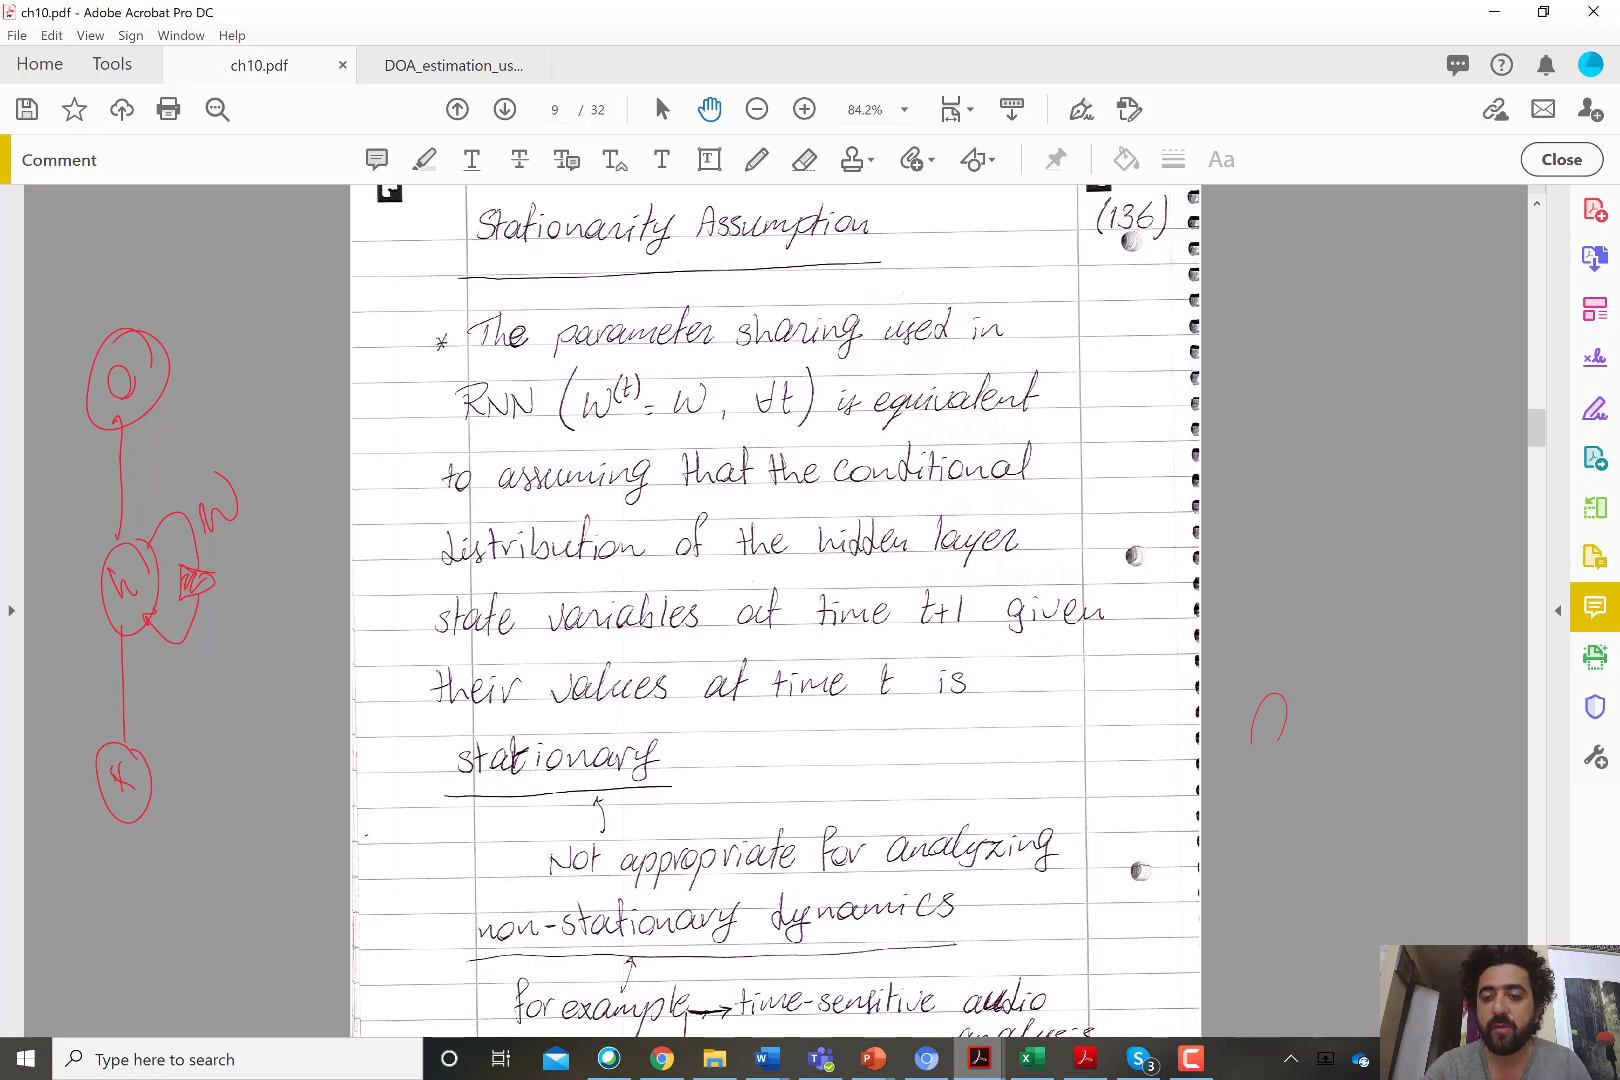 ch10.pdf - Adobe Acrobat Pro DC
File Edit View Sign Window Help
Home Tools ch10.pdf × DOA_estimation_us...
9 / 32 84.2%
Comment Close
Stationarity Assumption (136)
* The parameter sharing used in
RNN (W^(t) = W, ∀t) is equivalent
to assuming that the conditional
distribution of the hidden layer
state variables at time t+1 given
their values at time t is
stationary
Not appropriate for analyzing
non-stationary dynamics
for example → time-sensitive audio
analysis
O
W
h
x
Type here to search
3